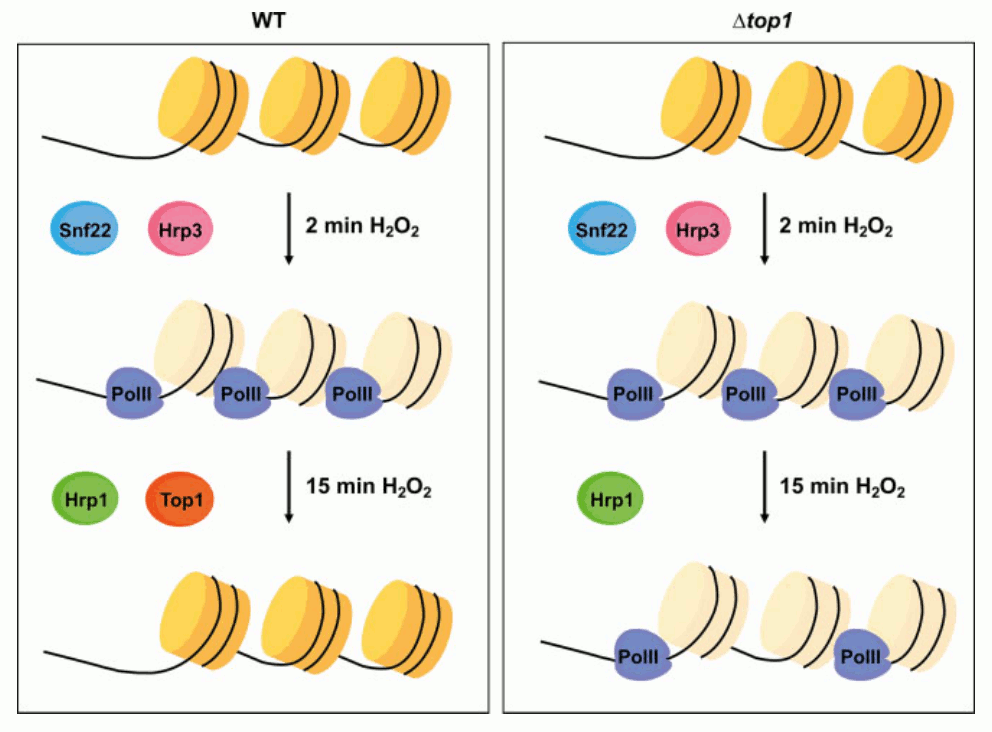 WT
Snf22
Hrp3
2 min H₂O₂
PolII
PolII
PolII
Hrp1
Top1
15 min H₂O₂
Δtop1
Snf22
Hrp3
2 min H₂O₂
PolII
PolII
PolII
Hrp1
15 min H₂O₂
PolII
PolII